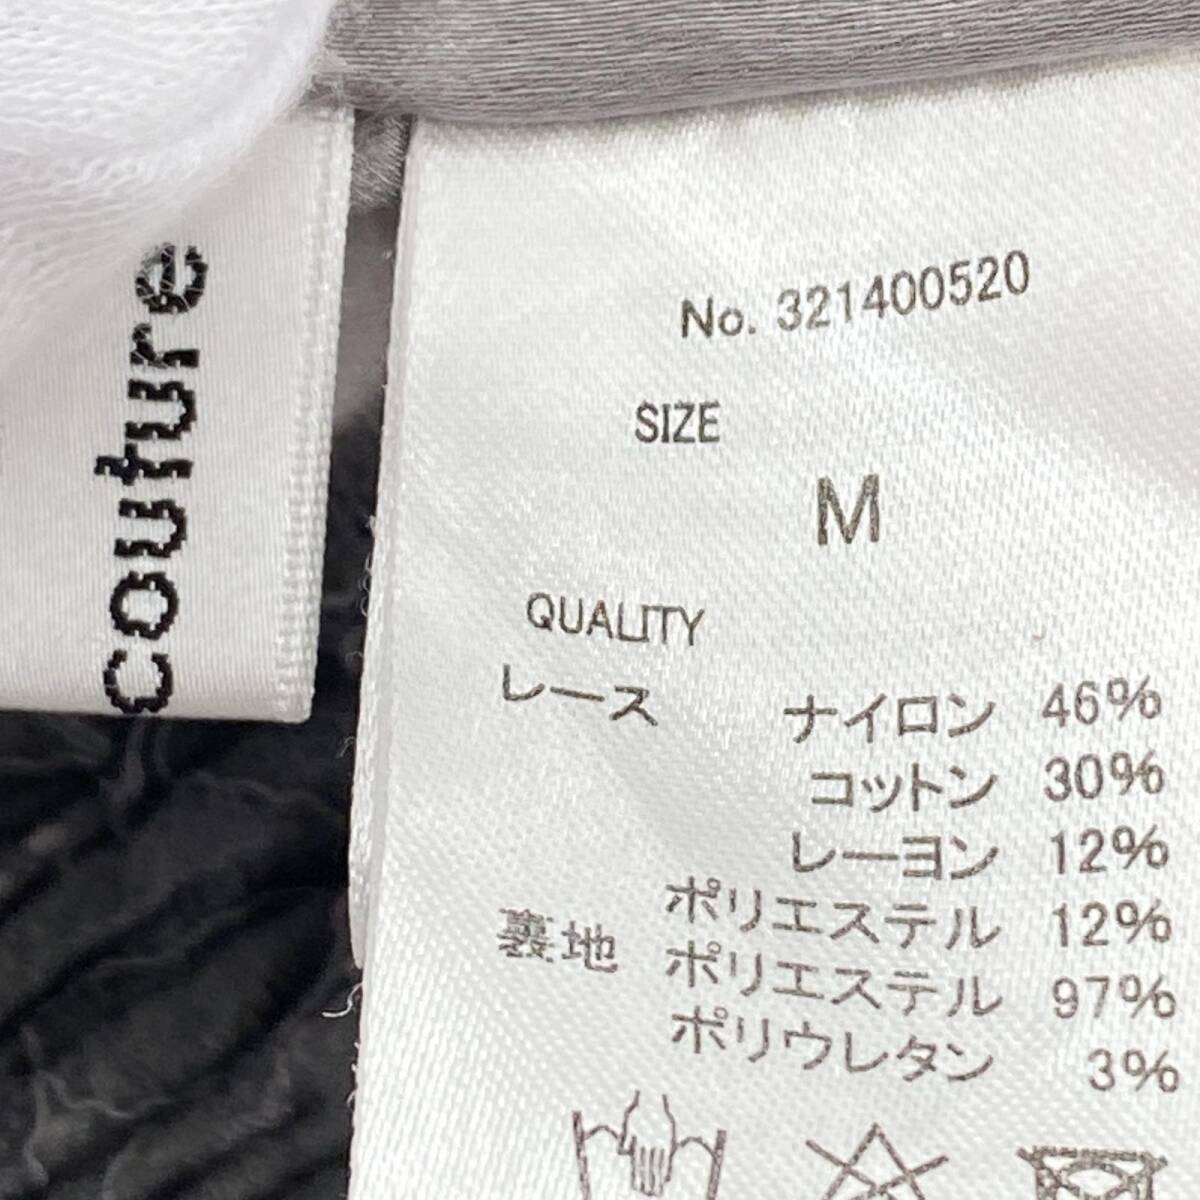 couture
No. 321400520
SIZE
M
QUALITY
レース ナイロン 46%
コットン 30%
レーヨン 12%
ポリエステル 12%
裏地 ポリエステル 97%
ポリウレタン 3%